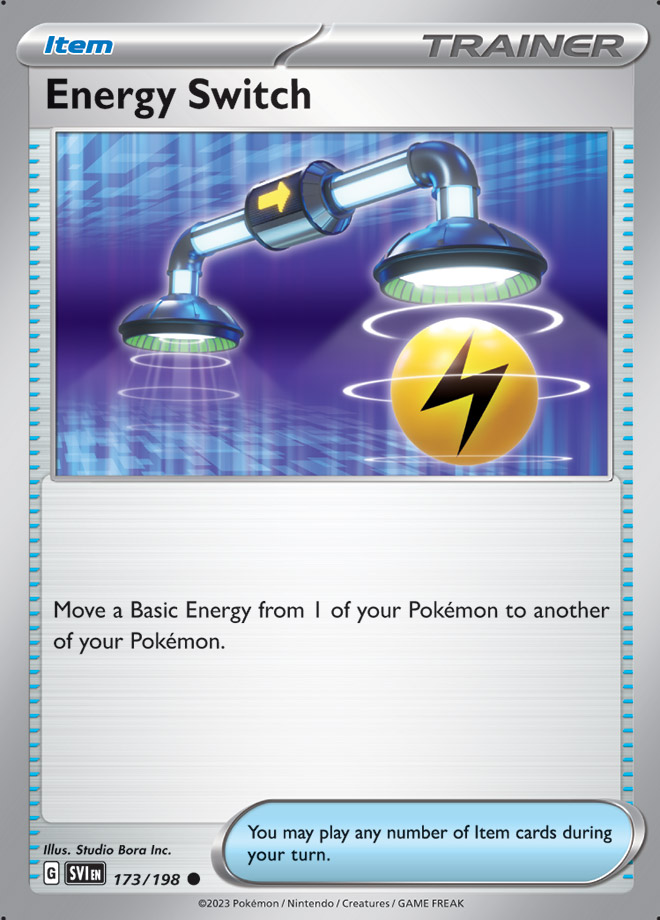 Item
TRAINER
Energy Switch
Move a Basic Energy from 1 of your Pokémon to another
of your Pokémon.
You may play any number of Item cards during
your turn.
Illus. Studio Bora Inc.
G SVI EN 173/198
©2023 Pokémon / Nintendo / Creatures / GAME FREAK